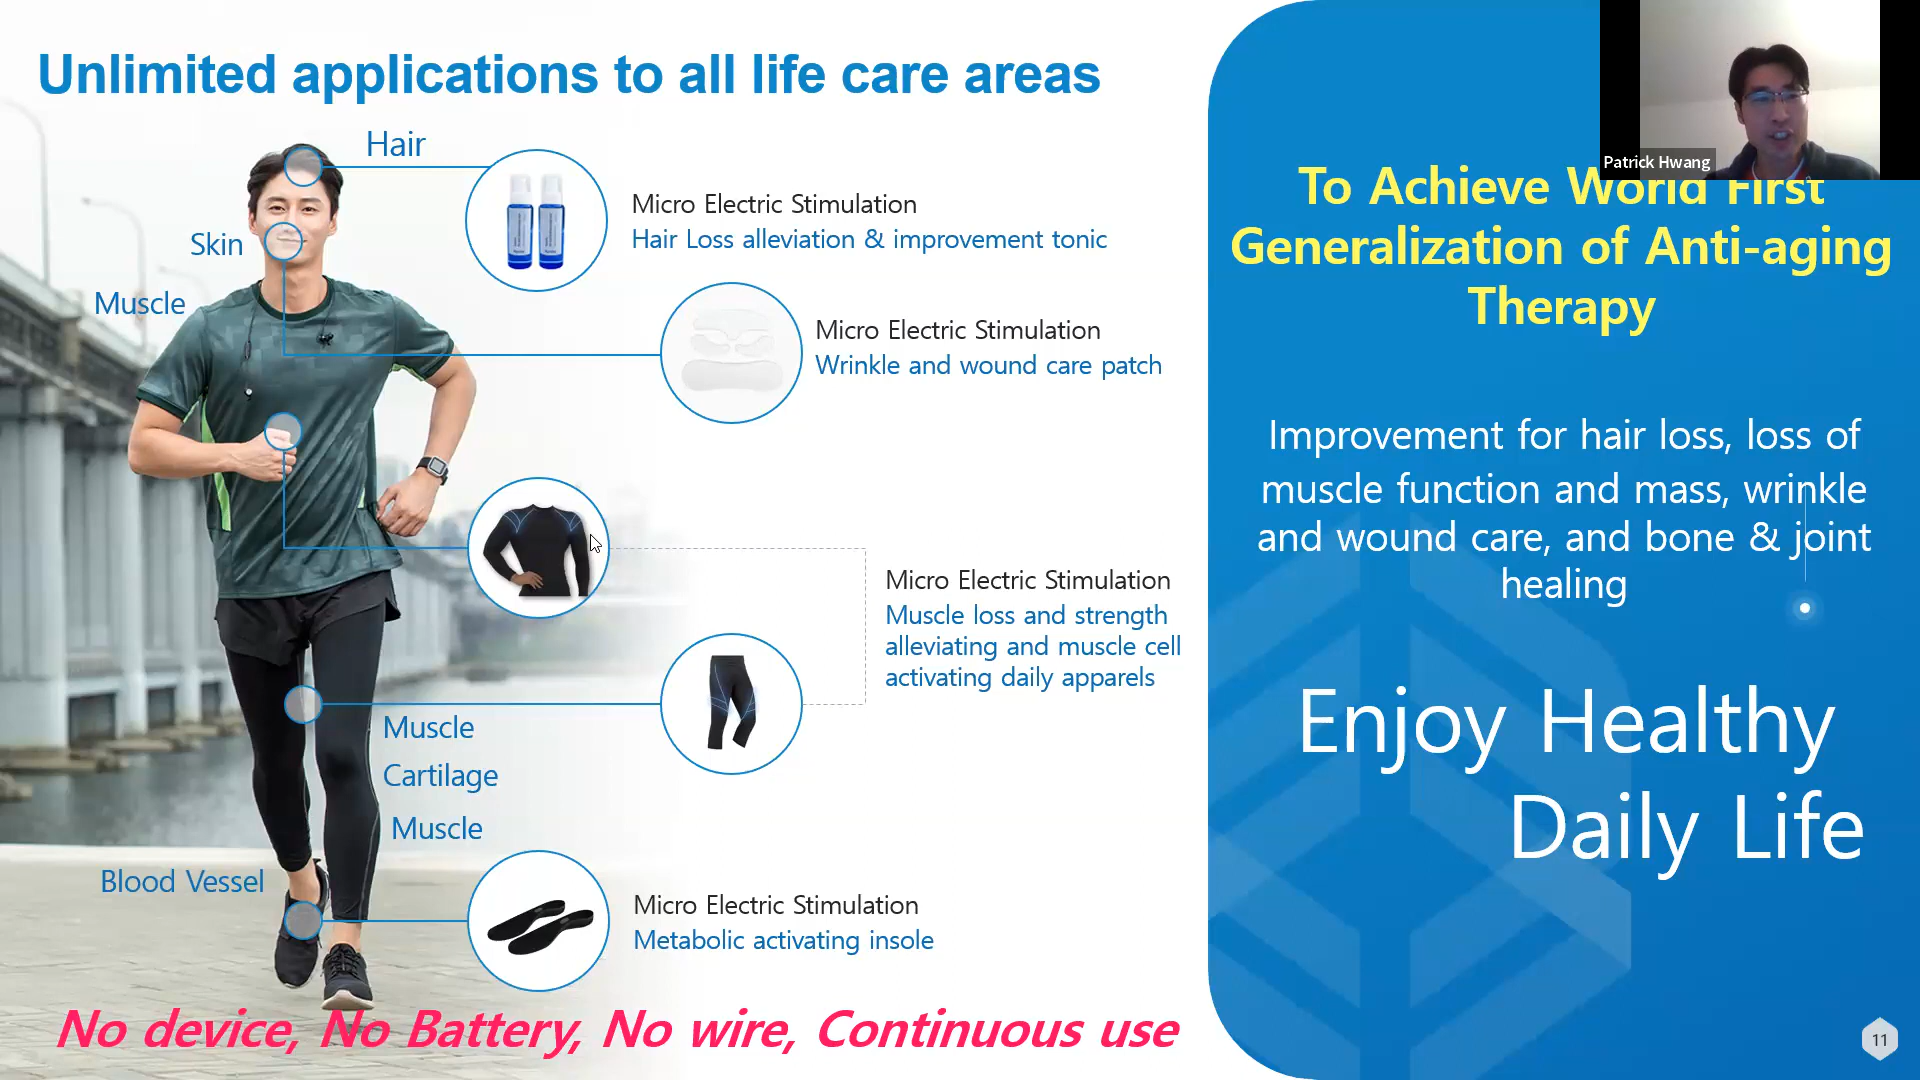 Unlimited applications to all life care areas
Hair
Skin
Muscle
Micro Electric Stimulation
Hair Loss alleviation & improvement tonic
Micro Electric Stimulation
Wrinkle and wound care patch
Micro Electric Stimulation
Muscle loss and strength
alleviating and muscle cell
activating daily apparels
Muscle
Cartilage
Muscle
Blood Vessel
Micro Electric Stimulation
Metabolic activating insole
No device, No Battery, No wire, Continuous use
Patrick Hwang
To Achieve World First
Generalization of Anti-aging
Therapy
Improvement for hair loss, loss of
muscle function and mass, wrinkle
and wound care, and bone & joint
healing
Enjoy Healthy
Daily Life
11